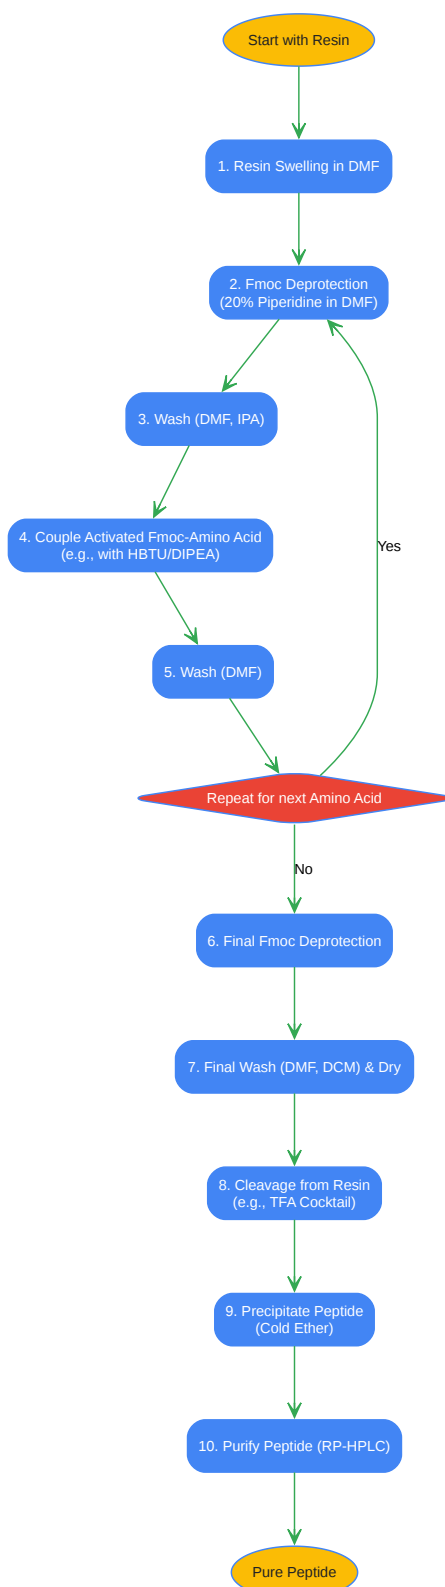 Start with Resin
1. Resin Swelling in DMF
2. Fmoc Deprotection
(20% Piperidine in DMF)
3. Wash (DMF, IPA)
4. Couple Activated Fmoc-Amino Acid
(e.g., with HBTU/DIPEA)
Yes
5. Wash (DMF)
Repeat for next Amino Acid
No
6. Final Fmoc Deprotection
7. Final Wash (DMF, DCM) & Dry
8. Cleavage from Resin
(e.g., TFA Cocktail)
9. Precipitate Peptide
(Cold Ether)
10. Purify Peptide (RP-HPLC)
Pure Peptide